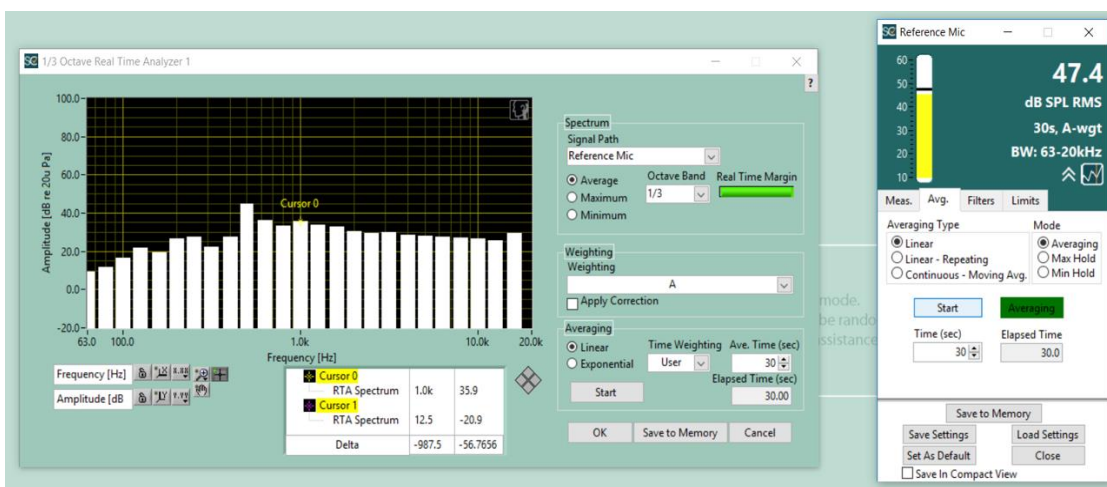 SC 1/3 Octave Real Time Analyzer 1
?
100.0
80.0
60.0
40.0
20.0
0.0
-20.0
Amplitude [dB re 20u Pa]
Cursor 0
63.0 100.0 1.0k 10.0k 20.0k
Frequency [Hz]
Frequency [Hz]
Amplitude [dB
Cursor 0
RTA Spectrum 1.0k 35.9
Cursor 1
RTA Spectrum 12.5 -20.9
Delta -987.5 -56.7656
Spectrum
Signal Path
Reference Mic
Average
Maximum
Minimum
Octave Band
1/3
Real Time Margin
Weighting
Weighting
A
Apply Correction
Averaging
Linear
Exponential
Time Weighting
User
Ave. Time (sec)
30
Elapsed Time (sec)
30.00
Start
OK Save to Memory Cancel
mode.
be rando
ssistance
SC Reference Mic
60
50
40
30
20
10
47.4
dB SPL RMS
30s, A-wgt
BW: 63-20kHz
Meas. Avg. Filters Limits
Averaging Type
Linear
Linear - Repeating
Continuous - Moving Avg.
Mode
Averaging
Max Hold
Min Hold
Start Averaging
Time (sec)
30
Elapsed Time
30.0
Save to Memory
Save Settings Load Settings
Set As Default Close
Save In Compact View